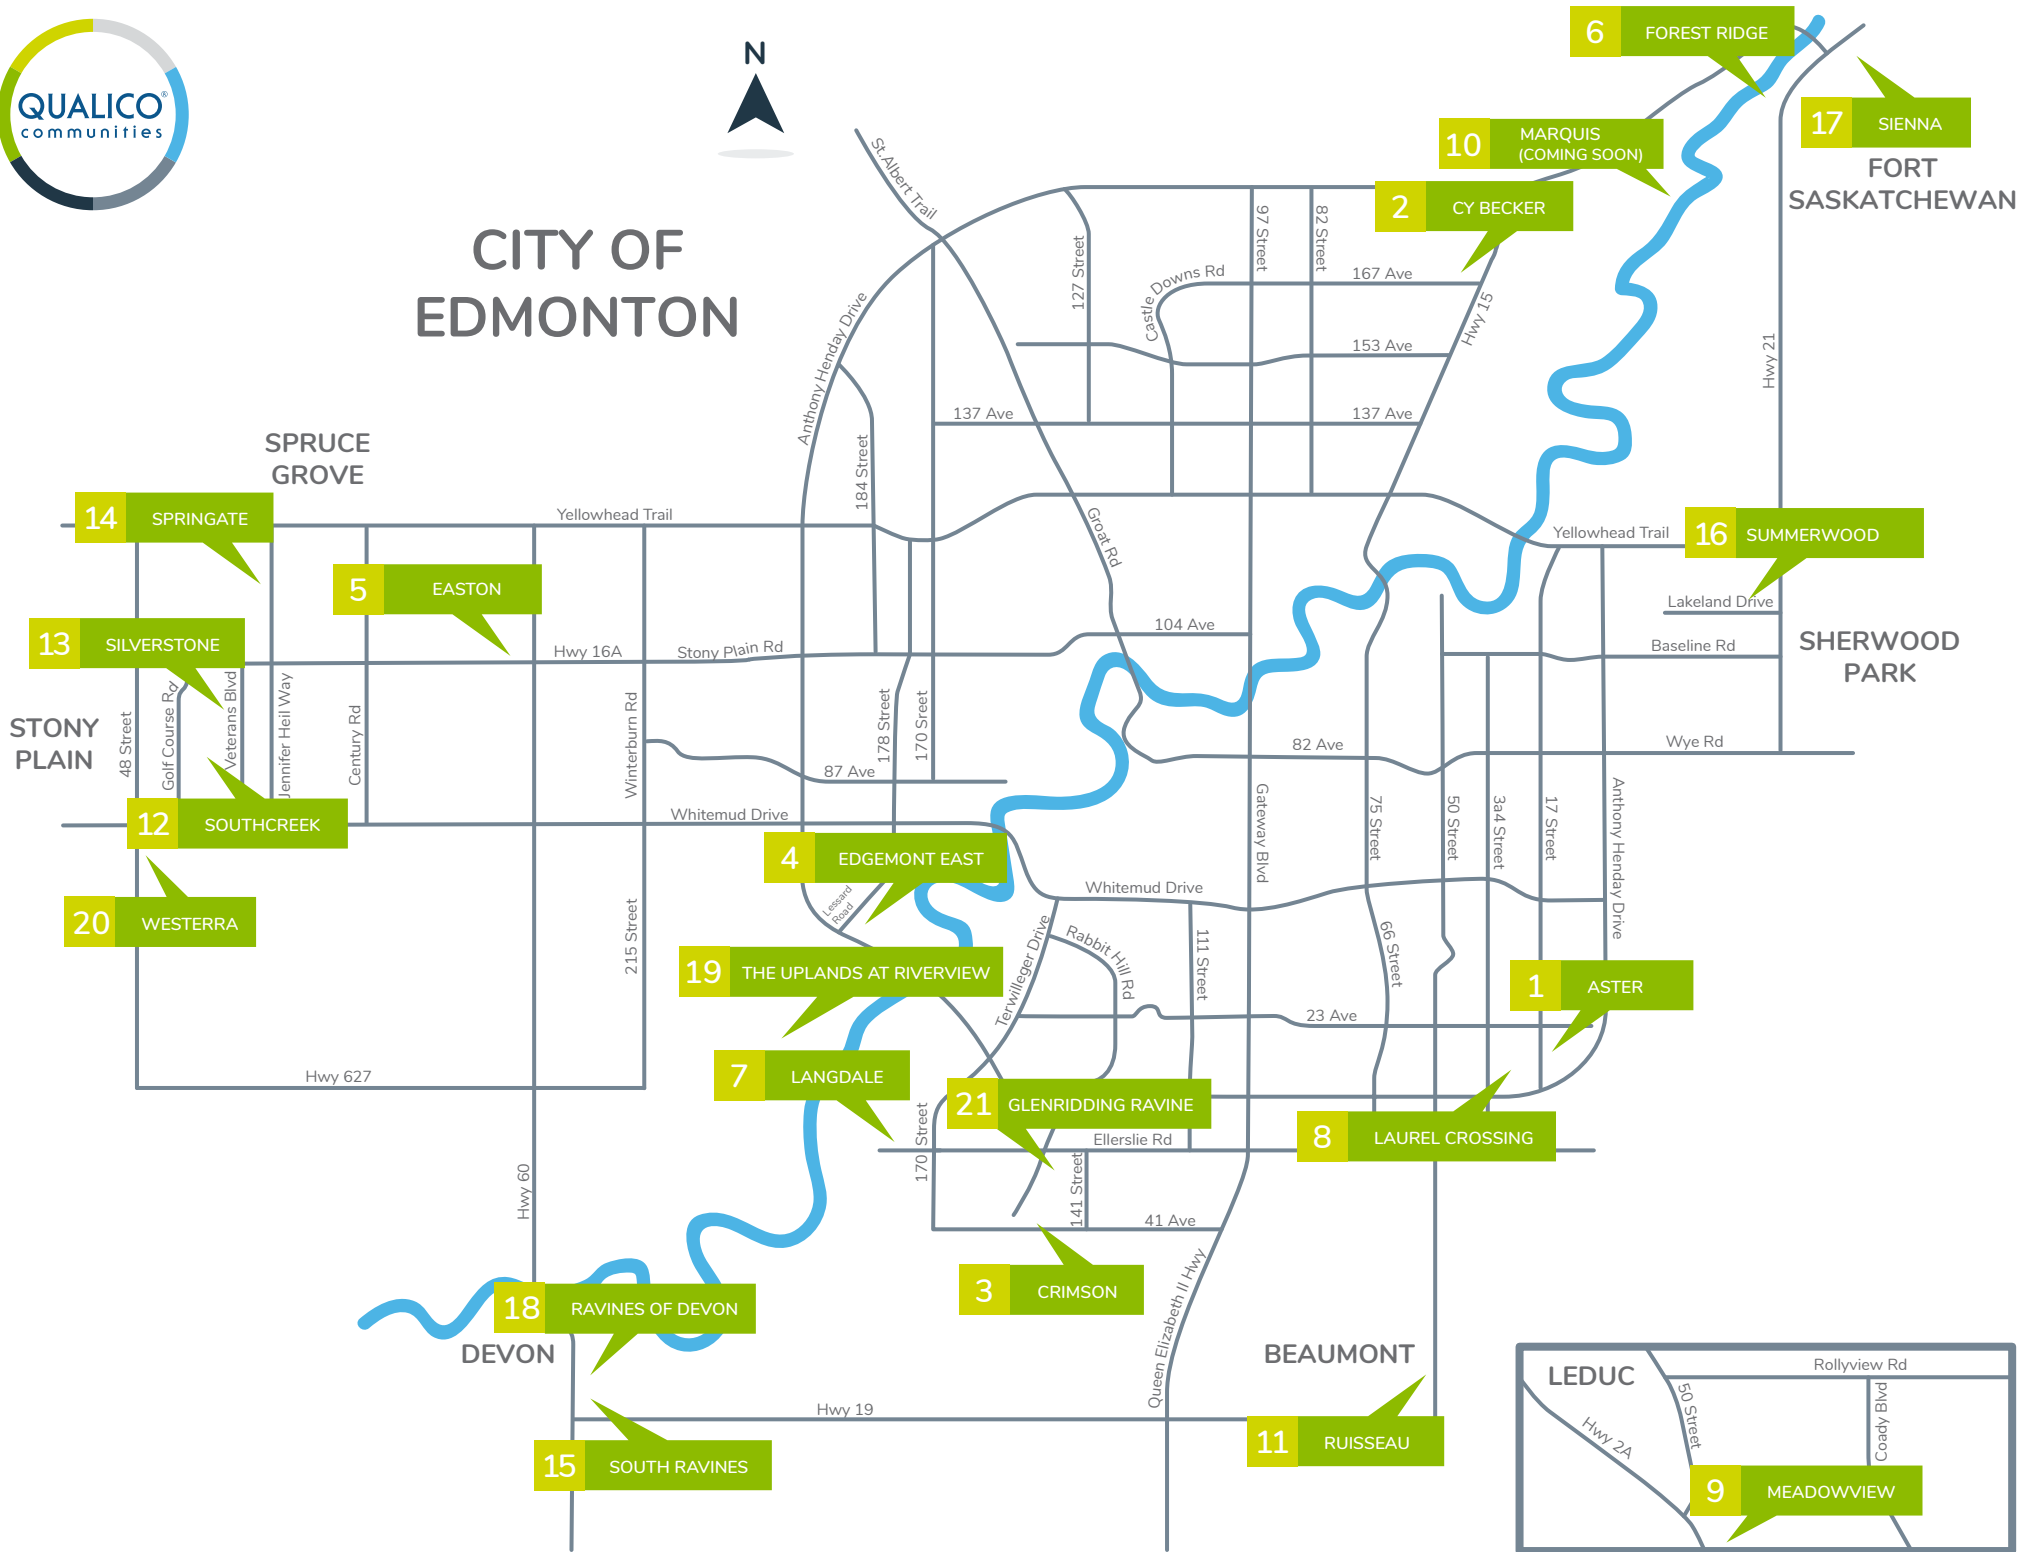 QUALICO®
communities
N
CITY OF
EDMONTON
6 FOREST RIDGE
17 SIENNA
FORT
SASKATCHEWAN
10 MARQUIS
(COMING SOON)
2 CY BECKER
St.Albert Trail
97 Street
82 Street
127 Street
Castle Downs Rd
167 Ave
Hwy 15
153 Ave
Hwy 21
Anthony Henday Drive
137 Ave
137 Ave
184 Street
SPRUCE
GROVE
14 SPRINGATE
Yellowhead Trail
Groat Rd
Yellowhead Trail
16 SUMMERWOOD
5 EASTON
Lakeland Drive
13 SILVERSTONE
Hwy 16A
Stony Plain Rd
104 Ave
Baseline Rd
SHERWOOD
PARK
STONY
PLAIN
48 Street
Golf Course Rd
Veterans Blvd
Jennifer Heil Way
Century Rd
Winterburn Rd
178 Street
170 Sreet
87 Ave
82 Ave
Wye Rd
12 SOUTHCREEK
Whitemud Drive
Gateway Blvd
75 Street
50 Street
3a4 Street
17 Street
Anthony Henday Drive
4 EDGEMONT EAST
Lessard
Road
Whitemud Drive
20 WESTERRA
215 Street
Terwilleger Drive
Rabbit Hill Rd
111 Street
66 Street
19 THE UPLANDS AT RIVERVIEW
1 ASTER
23 Ave
Hwy 627
7 LANGDALE
21 GLENRIDDING RAVINE
170 Street
Ellerslie Rd
8 LAUREL CROSSING
141 Street
Hwy 60
41 Ave
3 CRIMSON
Queen Elizabeth II Hwy
18 RAVINES OF DEVON
DEVON
BEAUMONT
Hwy 19
11 RUISSEAU
15 SOUTH RAVINES
LEDUC
Rollyview Rd
50 Street
Coady Blvd
Hwy 2A
9 MEADOWVIEW